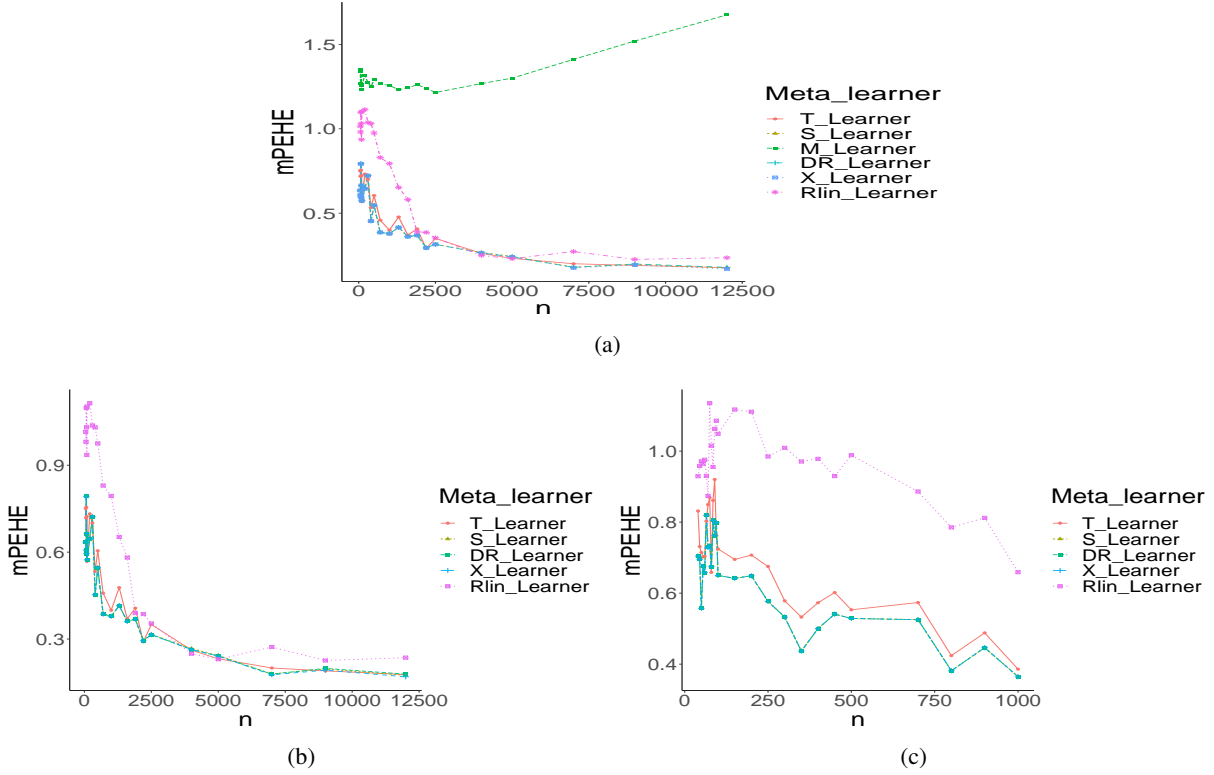 1.5
1.0
0.5
mPEHE
0 2500 5000 7500 10000 12500
n
Meta_learner
T_Learner
S_Learner
M_Learner
DR_Learner
X_Learner
Rlin_Learner
(a)
0.9
0.6
0.3
mPEHE
0 2500 5000 7500 10000 12500
n
Meta_learner
T_Learner
S_Learner
DR_Learner
X_Learner
Rlin_Learner
(b)
1.0
0.8
0.6
0.4
mPEHE
0 250 500 750 1000
n
Meta_learner
T_Learner
S_Learner
DR_Learner
X_Learner
Rlin_Learner
(c)